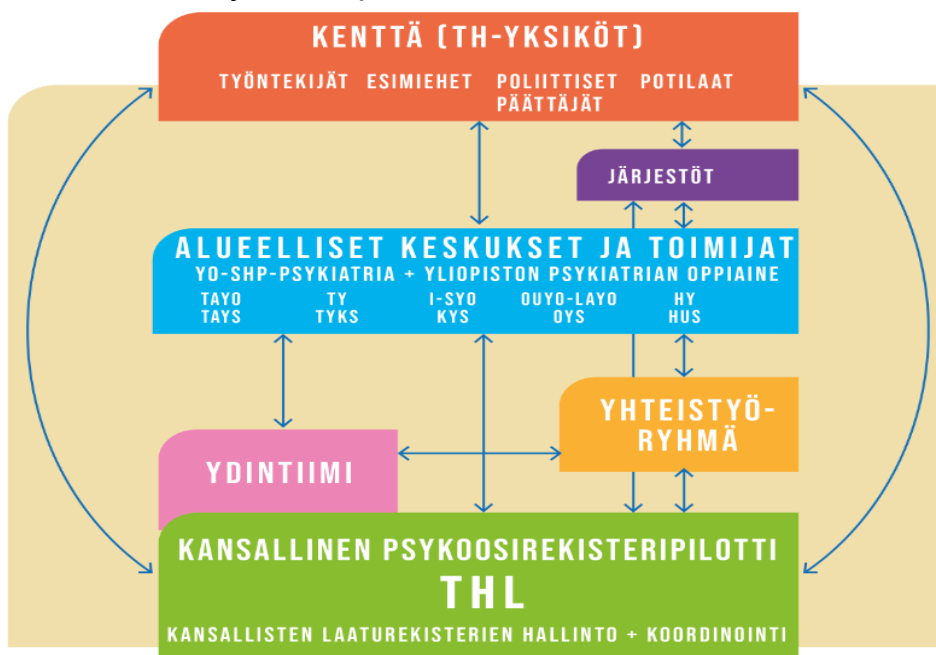 KENTTÄ (TH-YKSIKÖT)
TYÖNTEKIJÄT ESIMIEHET POLIITTISET POTILAAT
PÄÄTTÄJÄT
JÄRJESTÖT
ALUEELLISET KESKUKSET JA TOIMIJAT
YO-SHP-PSYKIATRIA + YLIOPISTON PSYKIATRIAN OPPIAINE
TAYO TY I-SYO OUYO-LAYO HY
TAYS TYKS KYS OYS HUS
YHTEISTYÖ-
RYHMÄ
YDINTIIMI
KANSALLINEN PSYKOOSIREKISTERIPILOTTI
THL
KANSALLISTEN LAATUREKISTERIEN HALLINTO + KOORDINOINTI